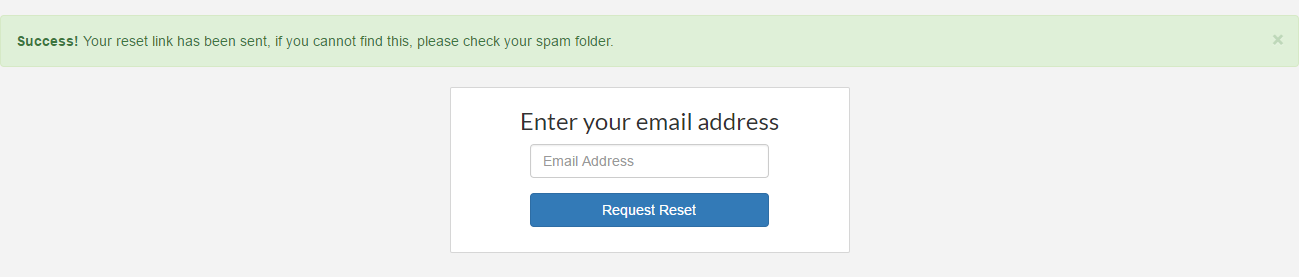 Success! Your reset link has been sent, if you cannot find this, please check your spam folder.
×
Enter your email address
Email Address
Request Reset